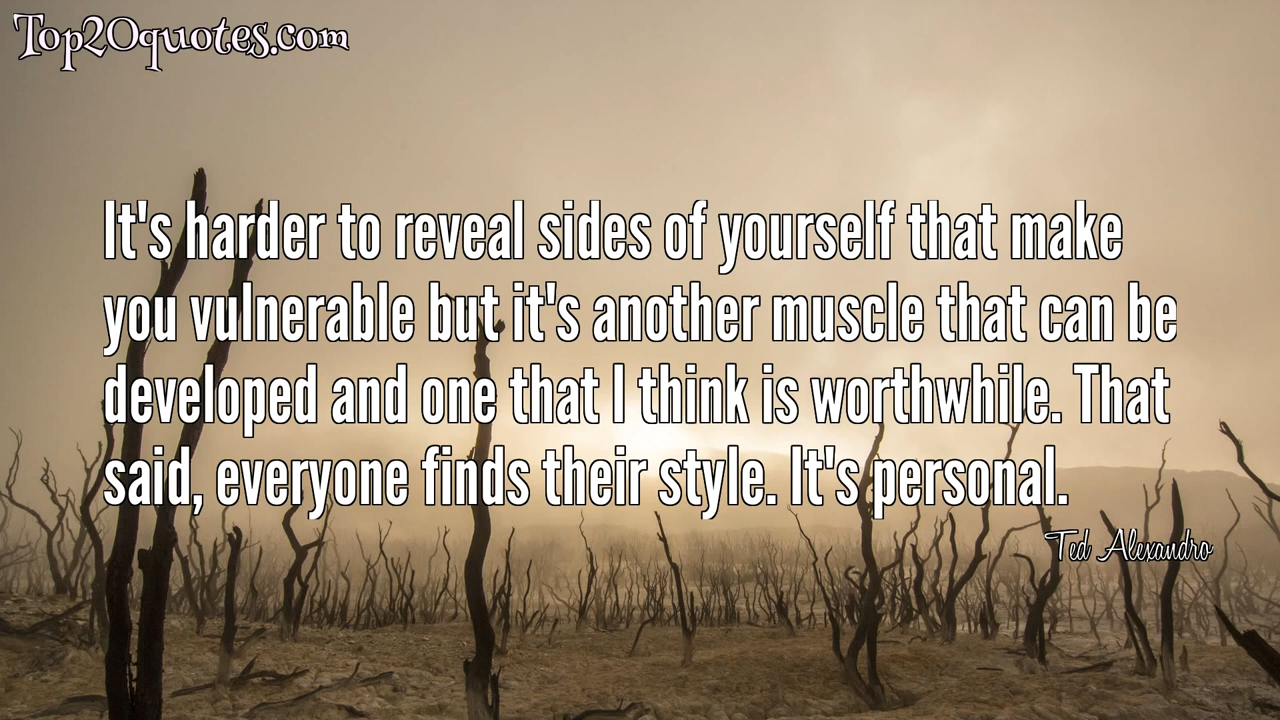 Top20quotes.com
It's harder to reveal sides of yourself that make
you vulnerable but it's another muscle that can be
developed and one that I think is worthwhile. That
said, everyone finds their style. It's personal.
Ted Alexandro